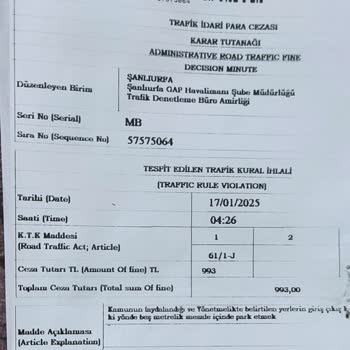 TRAFİK İDARİ PARA CEZASI
KARAR TUTANAĞI
ADMINISTRATIVE ROAD TRAFFIC FINE
DECISION MINUTE
Düzenleyen Birim
ŞANLIURFA
Şanlıurfa GAP Havalimanı Şube Müdürlüğü
Trafik Denetleme Büro Amirliği
Seri No (Serial) MB
Sıra No (Sequence No) 57575064
TESPİT EDİLEN TRAFİK KURAL İHLALİ
(TRAFFIC RULE VIOLATION)
Tarihi (Date) 17/01/2025
Saati (Time) 04:26
K.T.K Maddesi 1 2
(Road Traffic Act; Article) 61/1-J
Ceza Tutarı TL (Amount Of fine) TL 993
Toplam Ceza Tutarı (Total sum Of fine) 993,00
Madde Açıklaması
(Article Explanation)
Kamunun faydalandığı ve Yönetmelikte belirtilen yerlerin giriş çıkış
ki yönde beş metrelik mesafe içinde park etmek